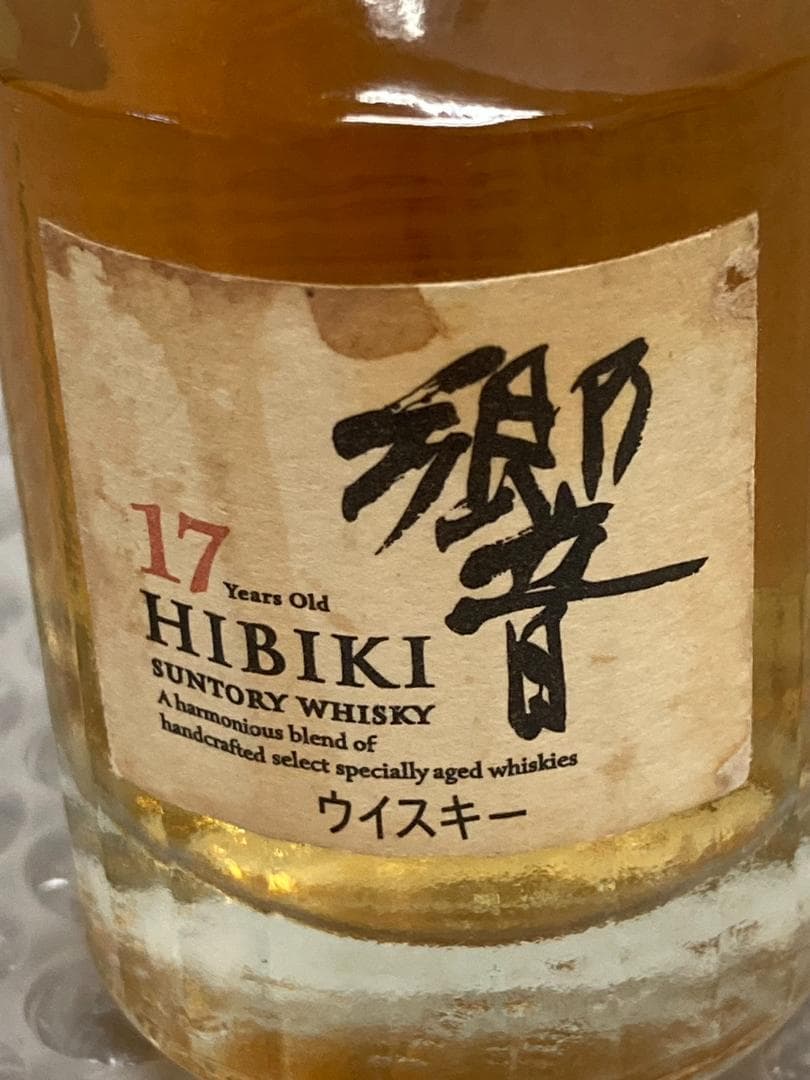 響
17 Years Old
HIBIKI
SUNTORY WHISKY
A harmonious blend of
handcrafted select specially aged whiskies
ウイスキー